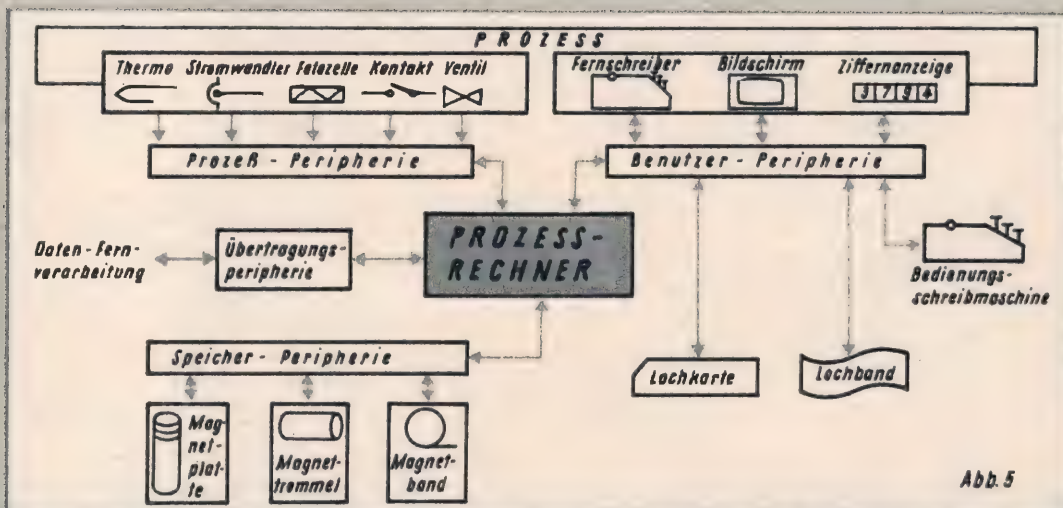 PROZESS
Thermo Stromwandler Fotozelle Kontakt Ventil
Fernschreiber Bildschirm Ziffernanzeige
3 7 9 4
Prozeß - Peripherie
Benutzer - Peripherie
PROZESS-
RECHNER
Daten - Fern-
verarbeitung
Übertragungs-
peripherie
Bedienungs-
schreibmaschine
Speicher - Peripherie
Lochkarte
Lochband
Mag-
net-
plat-
te
Magnet-
trommel
Magnet-
band
Abb. 5